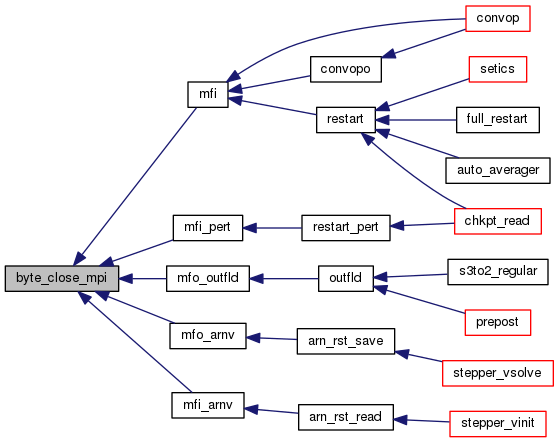 convop
convopo
setics
mfi
restart
full_restart
auto_averager
mfi_pert
restart_pert
chkpt_read
byte_close_mpi
mfo_outfld
outfld
s3to2_regular
prepost
mfo_arnv
arn_rst_save
stepper_vsolve
mfi_arnv
arn_rst_read
stepper_vinit